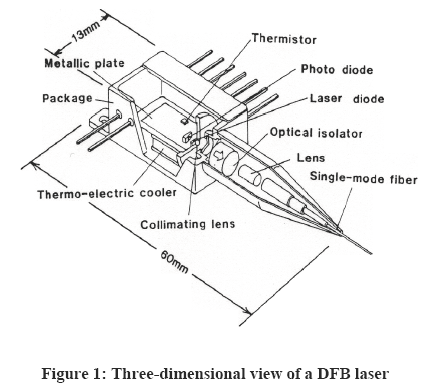 13mm
Thermistor
Metallic plate
Photo diode
Package
Laser diode
Optical isolator
Lens
Single-mode fiber
Thermo-electric cooler
Collimating lens
60mm
Figure 1: Three-dimensional view of a DFB laser